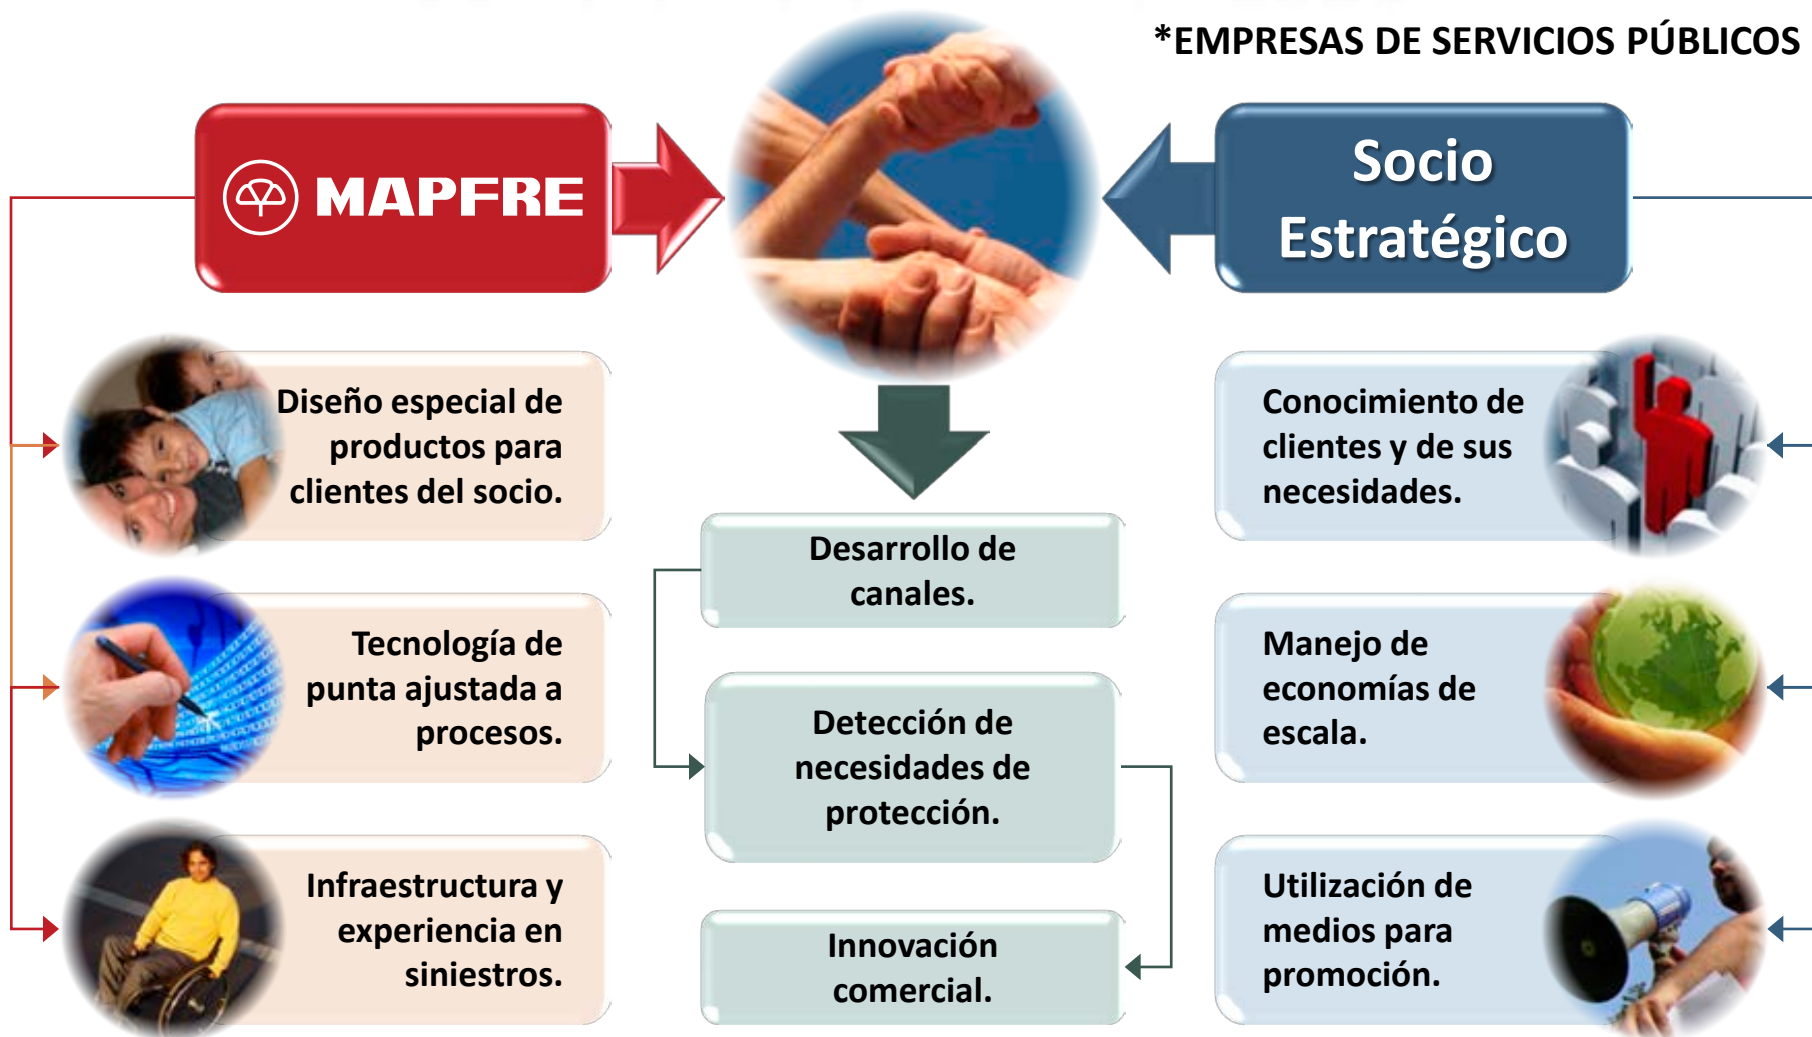 *EMPRESAS DE SERVICIOS PÚBLICOS
MAPFRE
Socio
Estratégico
Diseño especial de
productos para
clientes del socio.
Tecnología de
punta ajustada a
procesos.
Infraestructura y
experiencia en
siniestros.
Desarrollo de
canales.
Detección de
necesidades de
protección.
Innovación
comercial.
Conocimiento de
clientes y de sus
necesidades.
Manejo de
economías de
escala.
Utilización de
medios para
promoción.